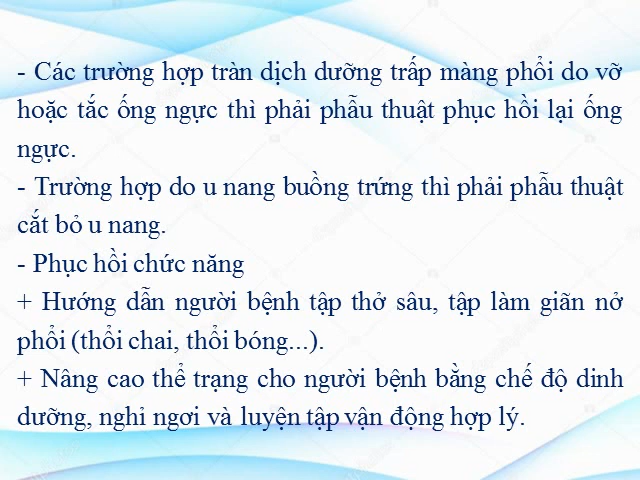 - Các trường hợp tràn dịch dưỡng trấp màng phổi do vỡ
hoặc tắc ống ngực thì phải phẫu thuật phục hồi lại ống
ngực.
- Trường hợp do u nang buồng trứng thì phải phẫu thuật
cắt bỏ u nang.
- Phục hồi chức năng
+ Hướng dẫn người bệnh tập thở sâu, tập làm giãn nở
phổi (thổi chai, thổi bóng...).
+ Nâng cao thể trạng cho người bệnh bằng chế độ dinh
dưỡng, nghỉ ngơi và luyện tập vận động hợp lý.